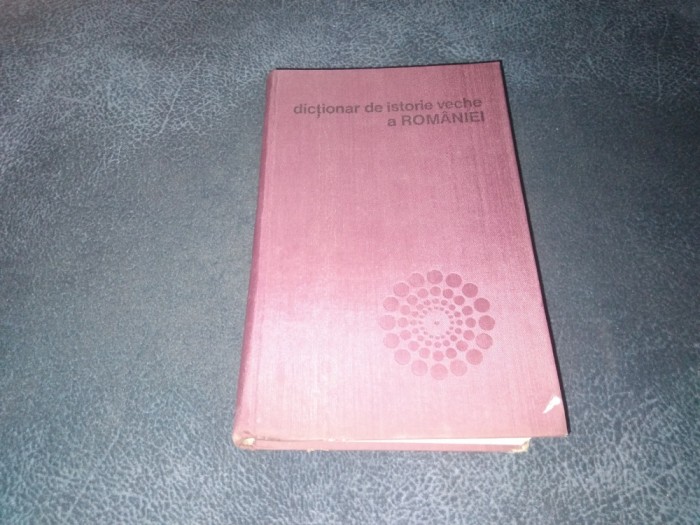 dicționar de istorie veche
a ROMÂNIEI